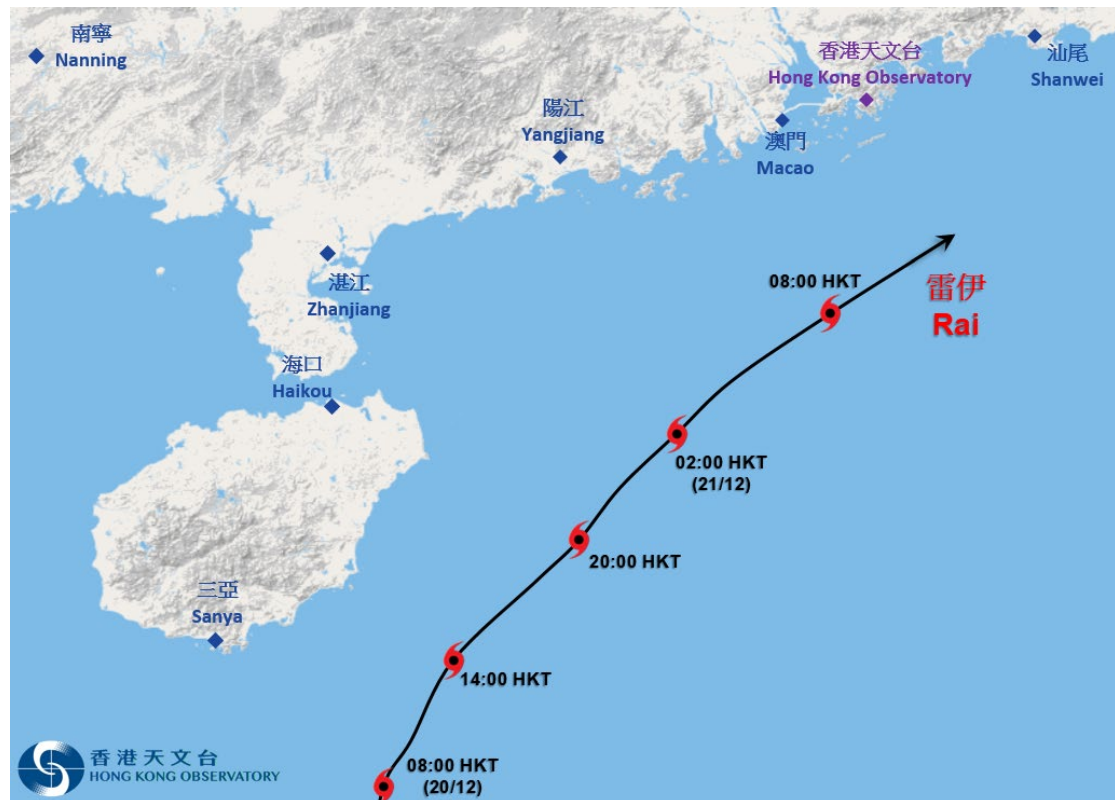 南寧
Nanning
香港天文台
Hong Kong Observatory
汕尾
Shanwei
陽江
Yangjiang
澳門
Macao
湛江
Zhanjiang
08:00 HKT
雷伊
Rai
海口
Haikou
02:00 HKT
(21/12)
20:00 HKT
三亞
Sanya
14:00 HKT
08:00 HKT
(20/12)
香港天文台
HONG KONG OBSERVATORY